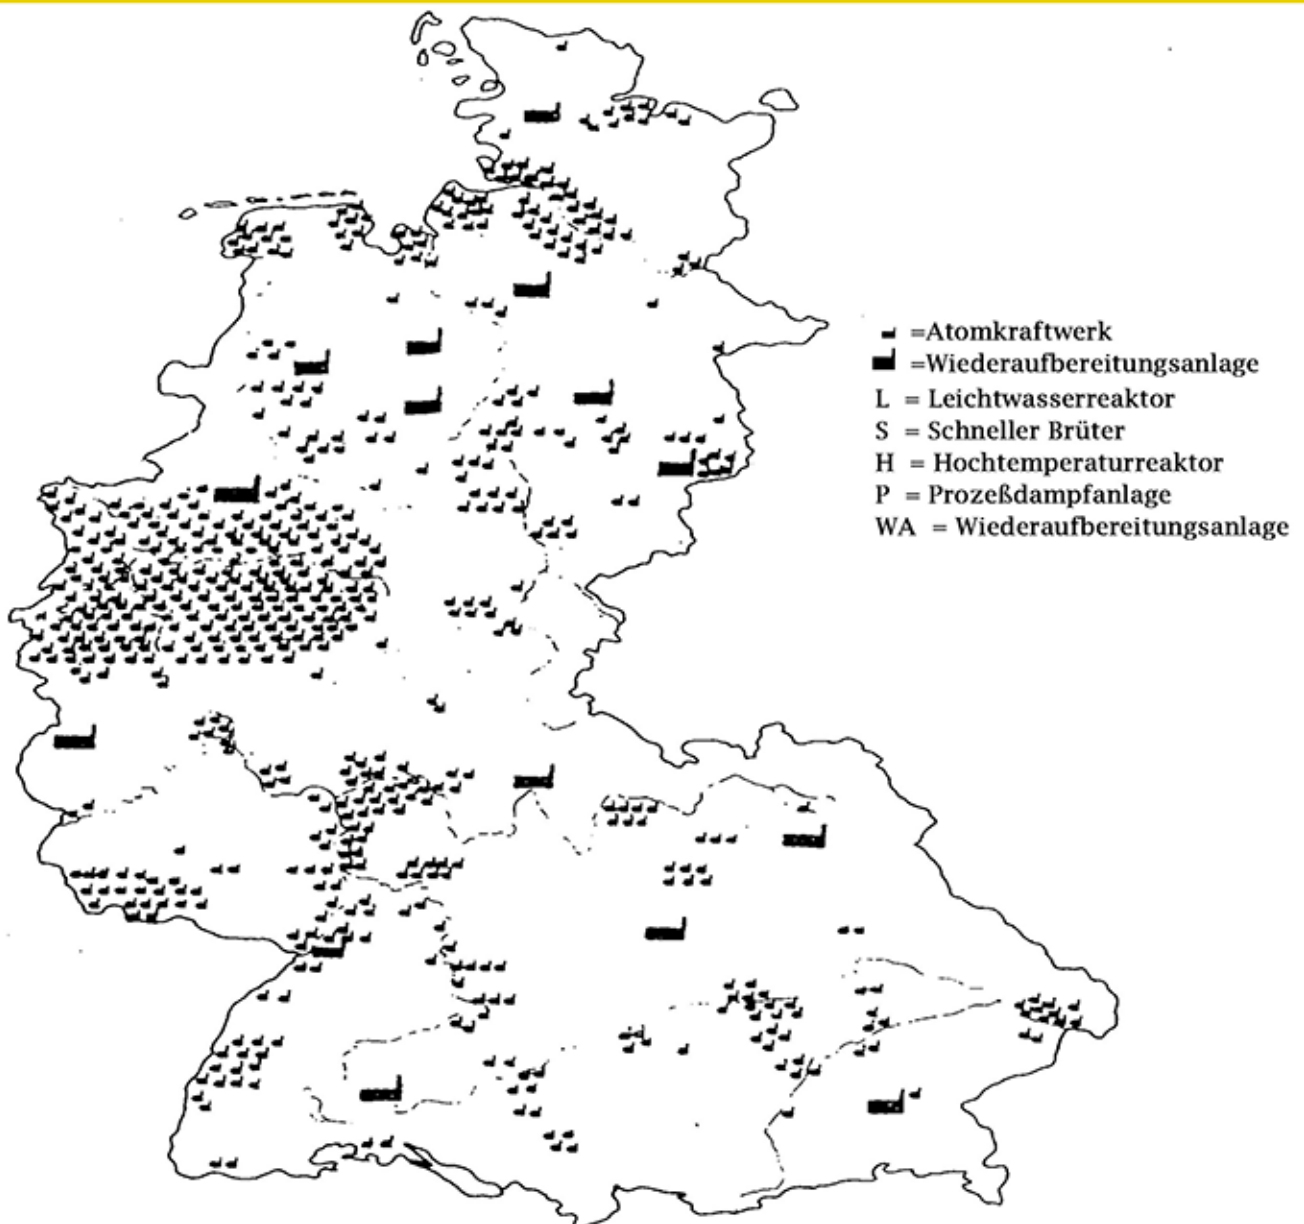 =Atomkraftwerk
=Wiederaufbereitungsanlage
L = Leichtwasserreaktor
S = Schneller Brüter
H = Hochtemperaturreaktor
P = Prozeßdampfanlage
WA = Wiederaufbereitungsanlage